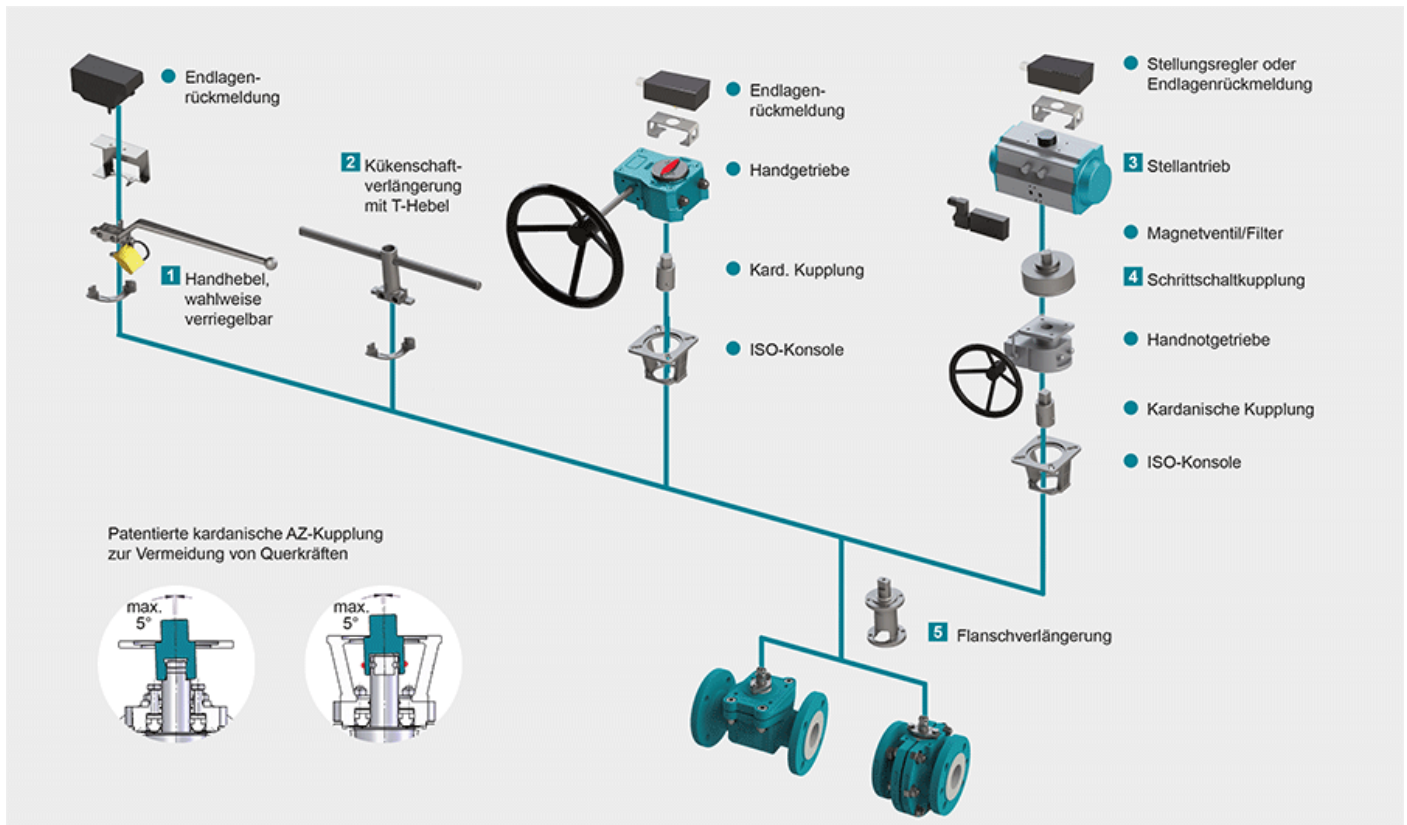 Endlagen-
rückmeldung
2 Kükenschaft-
verlängerung
mit T-Hebel
1 Handhebel,
wahlweise
verriegelbar
Endlagen-
rückmeldung
Handgetriebe
Kard. Kupplung
ISO-Konsole
Stellungsregler oder
Endlagenrückmeldung
3 Stellantrieb
Magnetventil/Filter
4 Schrittschaltkupplung
Handnotgetriebe
Kardanische Kupplung
ISO-Konsole
Patentierte kardanische AZ-Kupplung
zur Vermeidung von Querkräften
max.
5°
max.
5°
5 Flanschverlängerung